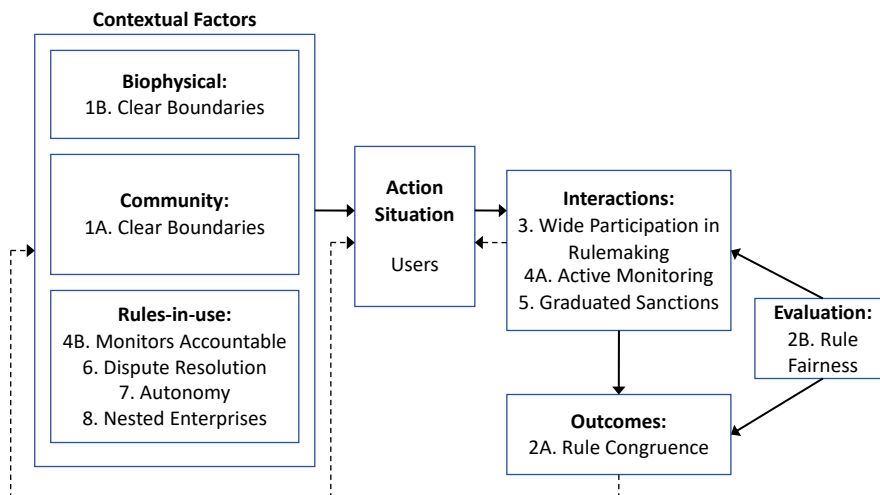 Contextual Factors
Biophysical:
1B. Clear Boundaries
Community:
1A. Clear Boundaries
Rules-in-use:
4B. Monitors Accountable
6. Dispute Resolution
7. Autonomy
8. Nested Enterprises
Action
Situation
Users
Interactions:
3. Wide Participation in
Rulemaking
4A. Active Monitoring
5. Graduated Sanctions
Evaluation:
2B. Rule
Fairness
Outcomes:
2A. Rule Congruence